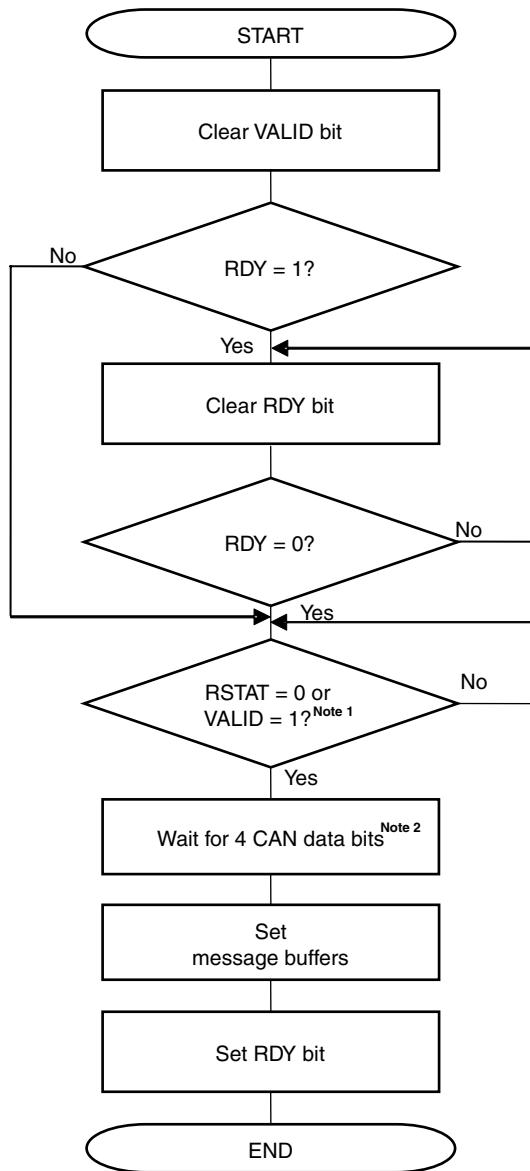 START
Clear VALID bit
No
RDY = 1?
Yes
Clear RDY bit
RDY = 0?
No
Yes
RSTAT = 0 or
VALID = 1?Note 1
No
Yes
Wait for 4 CAN data bitsNote 2
Set
message buffers
Set RDY bit
END